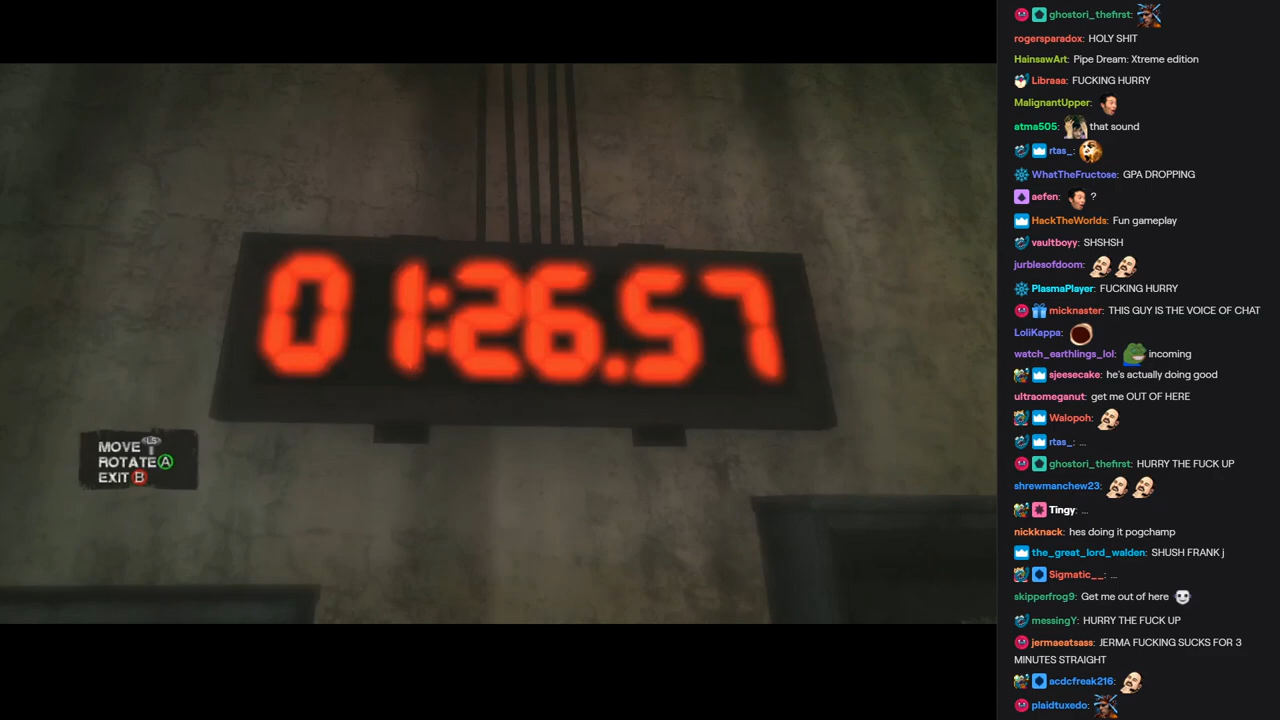 01:26.57
MOVE LS
ROTATE A
EXIT B
ghostori_thefirst:
rogersparadox: HOLY SHIT
HainsawArt: Pipe Dream: Xtreme edition
Libraaa: FUCKING HURRY
MalignantUpper:
atma505: that sound
rtas_:
WhatTheFructose: GPA DROPPING
aefen: ?
HackTheWorlds: Fun gameplay
vaultboyy: SHSHSH
jurblesofdoom:
PlasmaPlayer: FUCKING HURRY
micknaster: THIS GUY IS THE VOICE OF CHAT
LoliKappa:
watch_earthlings_lol: incoming
sjeesecake: he's actually doing good
ultraomeganut: get me OUT OF HERE
Walopoh:
rtas_: ...
ghostori_thefirst: HURRY THE FUCK UP
shrewmanchew23:
Tingy: ...
nickknack: hes doing it pogchamp
the_great_lord_walden: SHUSH FRANK j
Sigmatic__: ...
skipperfrog9: Get me out of here
messingY: HURRY THE FUCK UP
jermaeatsass: JERMA FUCKING SUCKS FOR 3
MINUTES STRAIGHT
acdcfreak216:
plaidtuxedo: